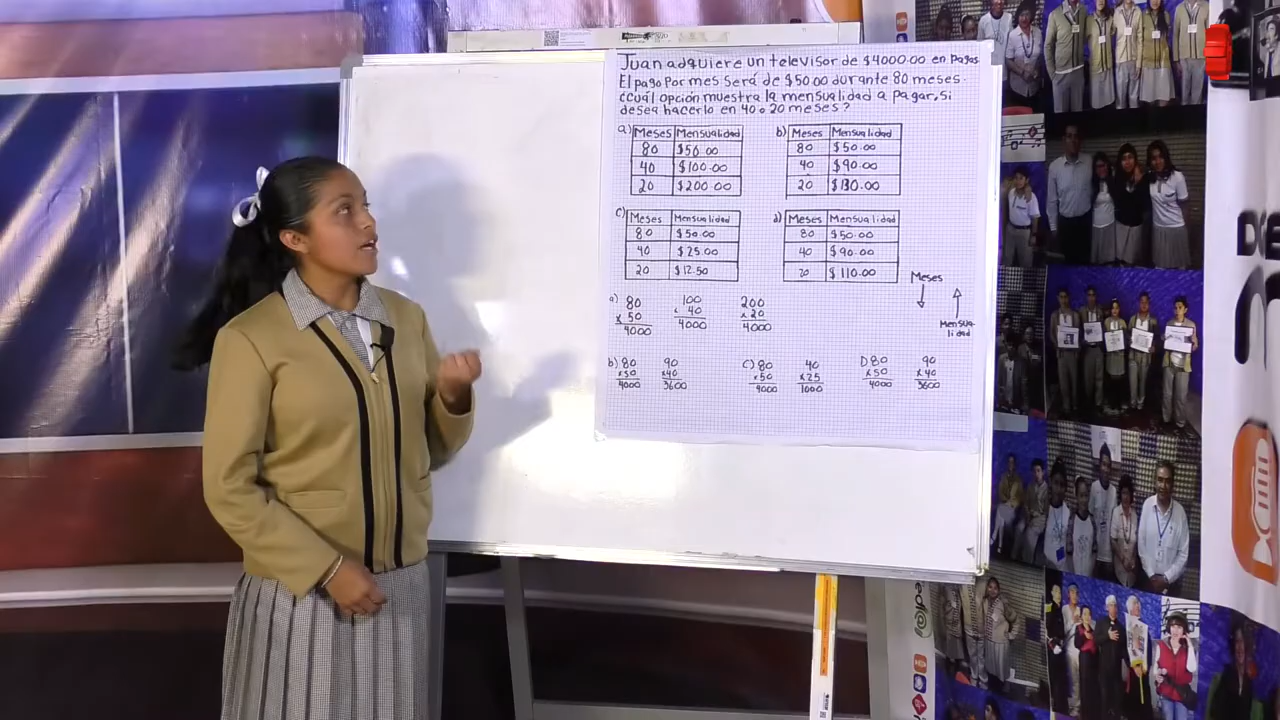 Juan adquiere un televisor de $4000.00 en Pagos
El pago Por mes será de $50.00 durante 80 meses.
¿cuál opción muestra la mensualidad a pagar, si
desea hacerlo en 40 o 20 meses?
a) Meses Mensualidad
80 $50.00
40 $100.00
20 $200.00
b) Meses Mensualidad
80 $50.00
40 $90.00
20 $130.00
c) Meses Mensualidad
80 $50.00
40 $25.00
20 $12.50
d) Meses Mensualidad
80 $50.00
40 $90.00
20 $110.00
Meses
Mensua-
lidad
a) 80 100 200
x 50 x 40 x 20
4000 4000 4000
b) 80 90 C) 80 40 D) 80 90
x 50 x 40 x 50 x 25 x 50 x 40
4000 3600 4000 1000 4000 3600